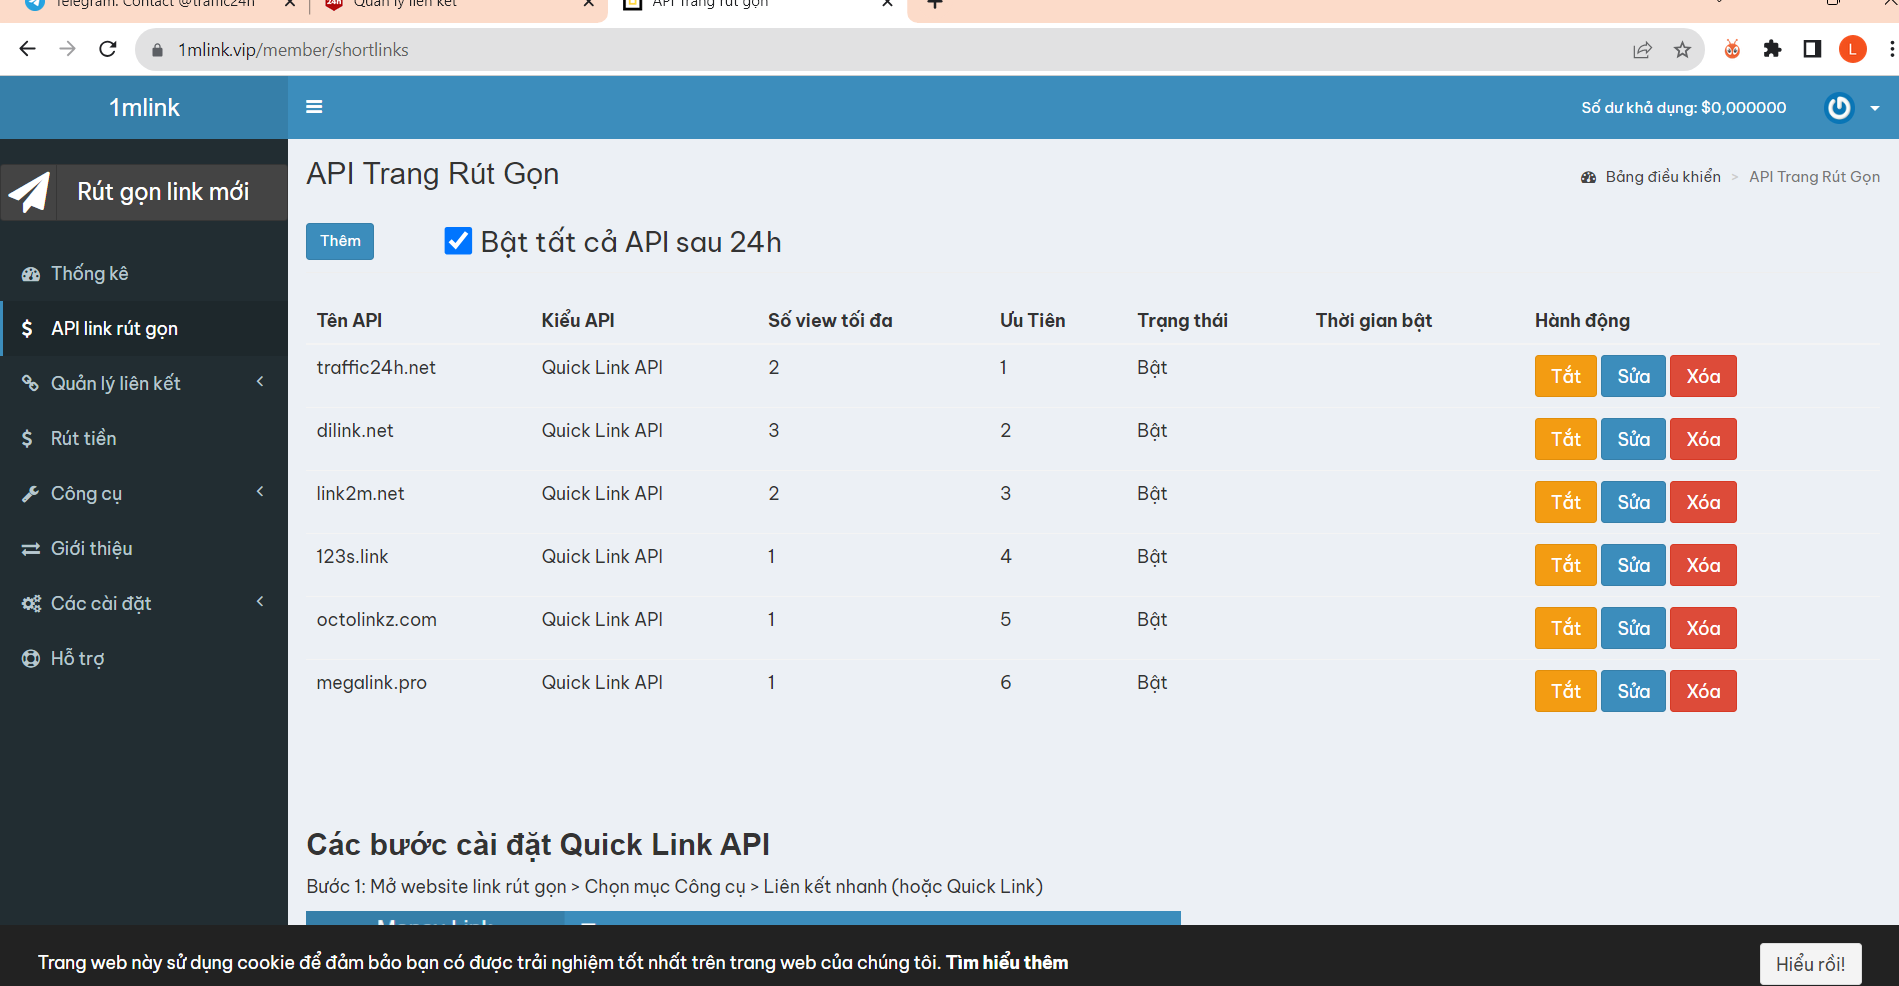 Telegram: Contact @traffic24h
Quản lý liên kết
API Trang rút gọn
1mlink.vip/member/shortlinks
L
1mlink
Số dư khả dụng: $0,000000
Rút gọn link mới
API Trang Rút Gọn
Bảng điều khiển > API Trang Rút Gọn
Thêm
Bật tất cả API sau 24h
Thống kê
API link rút gọn
Quản lý liên kết
Rút tiền
Công cụ
Giới thiệu
Các cài đặt
Hỗ trợ
Tên API Kiểu API Số view tối đa Ưu Tiên Trạng thái Thời gian bật Hành động
traffic24h.net Quick Link API 2 1 Bật Tắt Sửa Xóa
dilink.net Quick Link API 3 2 Bật Tắt Sửa Xóa
link2m.net Quick Link API 2 3 Bật Tắt Sửa Xóa
123s.link Quick Link API 1 4 Bật Tắt Sửa Xóa
octolinkz.com Quick Link API 1 5 Bật Tắt Sửa Xóa
megalink.pro Quick Link API 1 6 Bật Tắt Sửa Xóa
Các bước cài đặt Quick Link API
Bước 1: Mở website link rút gọn > Chọn mục Công cụ > Liên kết nhanh (hoặc Quick Link)
Trang web này sử dụng cookie để đảm bảo bạn có được trải nghiệm tốt nhất trên trang web của chúng tôi. Tìm hiểu thêm
Hiểu rồi!